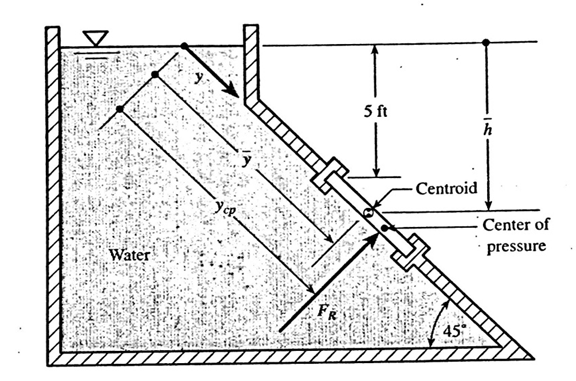 y
5 ft
h̄
ȳ
Centroid
y_cp
Center of
pressure
Water
F_R
45°